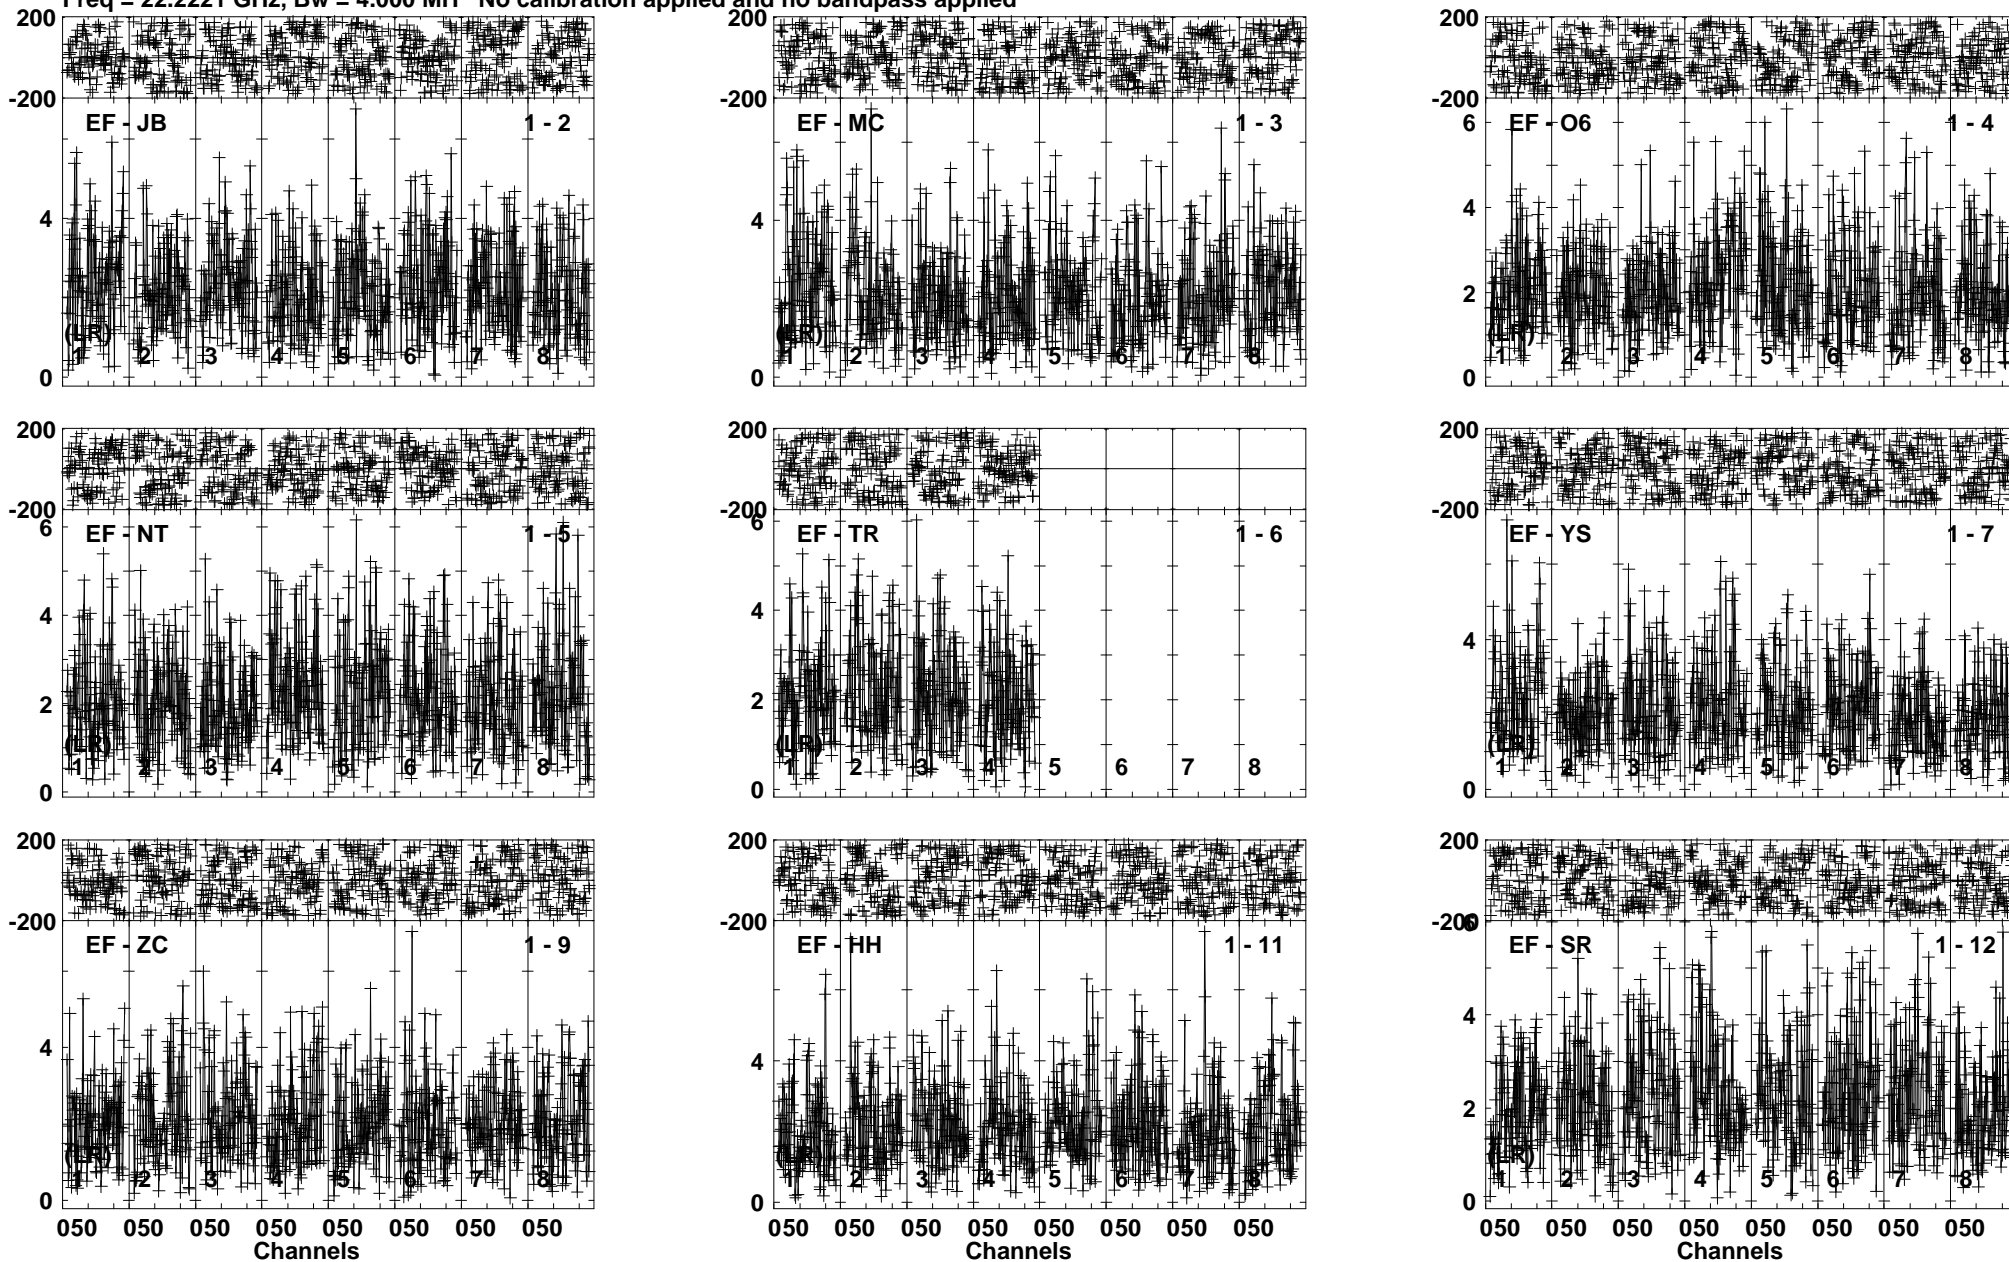 Freq = 22.2221 GHz, Bw = 4.000 MH No calibration applied and no bandpass applied
200 200 200
-200 -200 -200
EF - JB 1 - 2 EF - MC 1 - 3 6 EF - O6 1 - 4
4 4 4
2
(LR) (LR) (LR)
1 2 3 4 5 6 7 8 1 2 3 4 5 6 7 8 1 2 3 4 5 6 7 8
0 0 0
200 200 200
-200 -200 -200
6 EF - NT 1 - 5 6 EF - TR 1 - 6 EF - YS 1 - 7
4 4 4
2 2
(LR) (LR) (LR)
1 2 3 4 5 6 7 8 1 2 3 4 5 6 7 8 1 2 3 4 5 6 7 8
0 0 0
200 200 200
-200 -200 -200
6
EF - ZC 1 - 9 EF - HH 1 - 11 EF - SR 1 - 12
4 4 4
2
(LR) (LR) (LR)
1 2 3 4 5 6 7 8 1 2 3 4 5 6 7 8 1 2 3 4 5 6 7 8
0 0 0
050 050 050 050 050 050 050 050 050 050 050 050 050 050 050 050 050 050 050 050 050 050 050 050
Channels Channels Channels